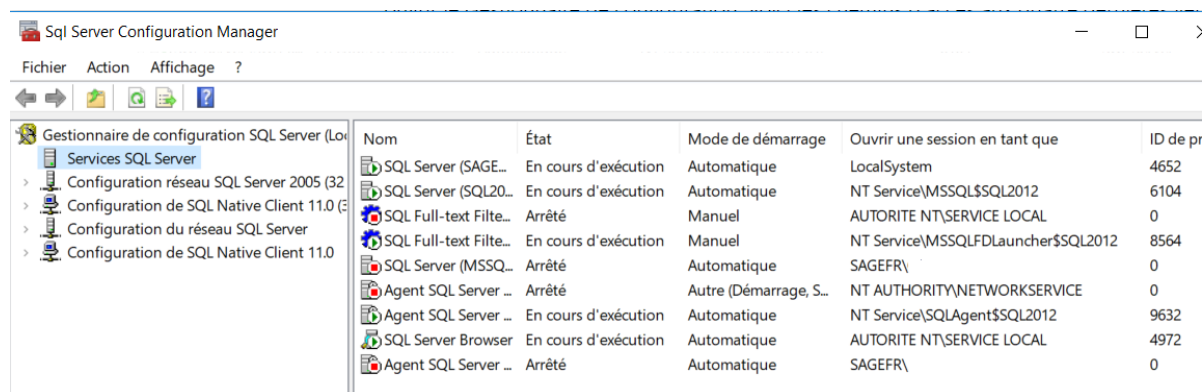 Sql Server Configuration Manager
Fichier Action Affichage ?
Gestionnaire de configuration SQL Server (Lo
Services SQL Server
Configuration réseau SQL Server 2005 (32
Configuration de SQL Native Client 11.0 (3
Configuration du réseau SQL Server
Configuration de SQL Native Client 11.0
Nom État Mode de démarrage Ouvrir une session en tant que ID de pr
SQL Server (SAGE... En cours d'exécution Automatique LocalSystem 4652
SQL Server (SQL20... En cours d'exécution Automatique NT Service\MSSQL$SQL2012 6104
SQL Full-text Filte... Arrêté Manuel AUTORITE NT\SERVICE LOCAL 0
SQL Full-text Filte... En cours d'exécution Manuel NT Service\MSSQLFDLauncher$SQL2012 8564
SQL Server (MSSQ... Arrêté Automatique SAGEFR\ 0
Agent SQL Server ... Arrêté Autre (Démarrage, S... NT AUTHORITY\NETWORKSERVICE 0
Agent SQL Server ... En cours d'exécution Automatique NT Service\SQLAgent$SQL2012 9632
SQL Server Browser En cours d'exécution Automatique AUTORITE NT\SERVICE LOCAL 4972
Agent SQL Server ... Arrêté Automatique SAGEFR\ 0